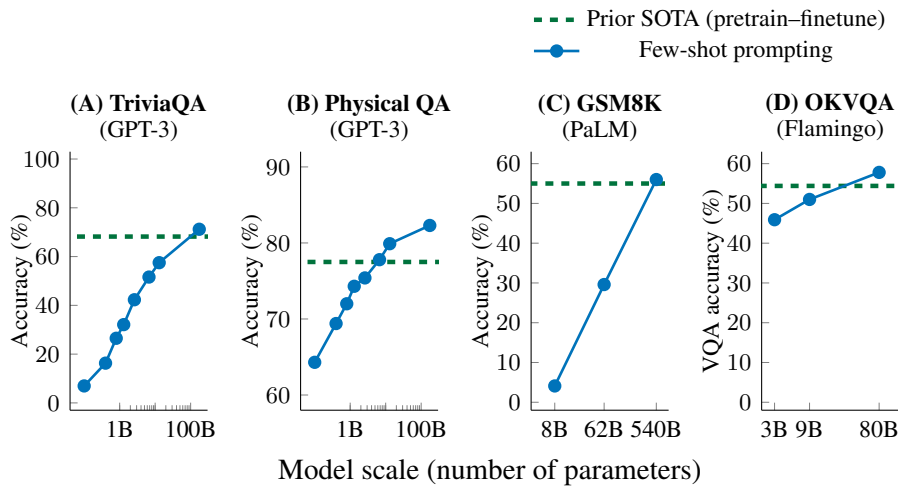 Prior SOTA (pretrain–finetune)
Few-shot prompting
(A) TriviaQA
(GPT-3)
Accuracy (%)
100
80
60
40
20
0
1B
100B
(B) Physical QA
(GPT-3)
Accuracy (%)
90
80
70
60
1B
100B
(C) GSM8K
(PaLM)
Accuracy (%)
60
50
40
30
20
10
0
8B
62B
540B
(D) OKVQA
(Flamingo)
VQA accuracy (%)
60
50
40
30
20
10
0
3B
9B
80B
Model scale (number of parameters)